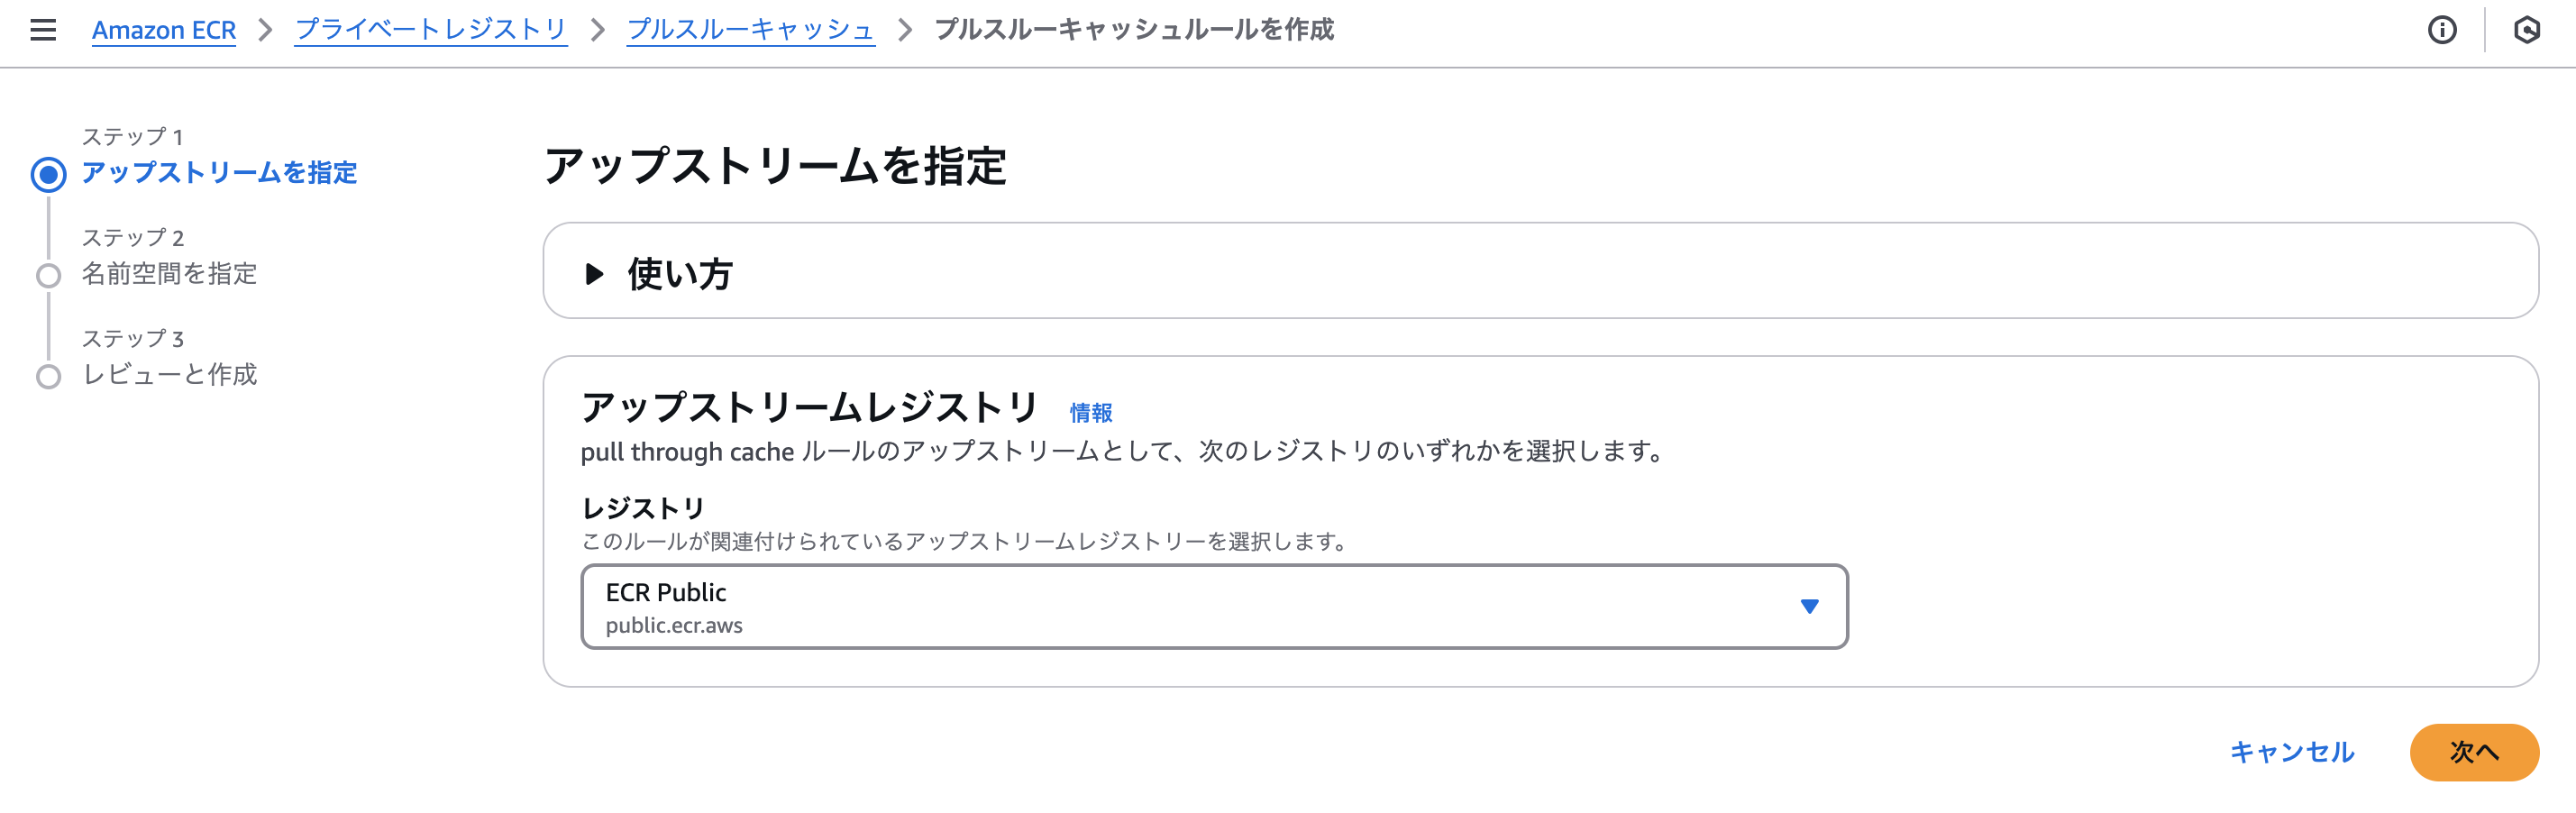 Amazon ECR > プライベートレジストリ > プルスルーキャッシュ > プルスルーキャッシュルールを作成
ステップ 1
アップストリームを指定
ステップ 2
名前空間を指定
ステップ 3
レビューと作成
アップストリームを指定
使い方
アップストリームレジストリ 情報
pull through cache ルールのアップストリームとして、次のレジストリのいずれかを選択します。
レジストリ
このルールが関連付けられているアップストリームレジストリーを選択します。
ECR Public
public.ecr.aws
キャンセル 次へ